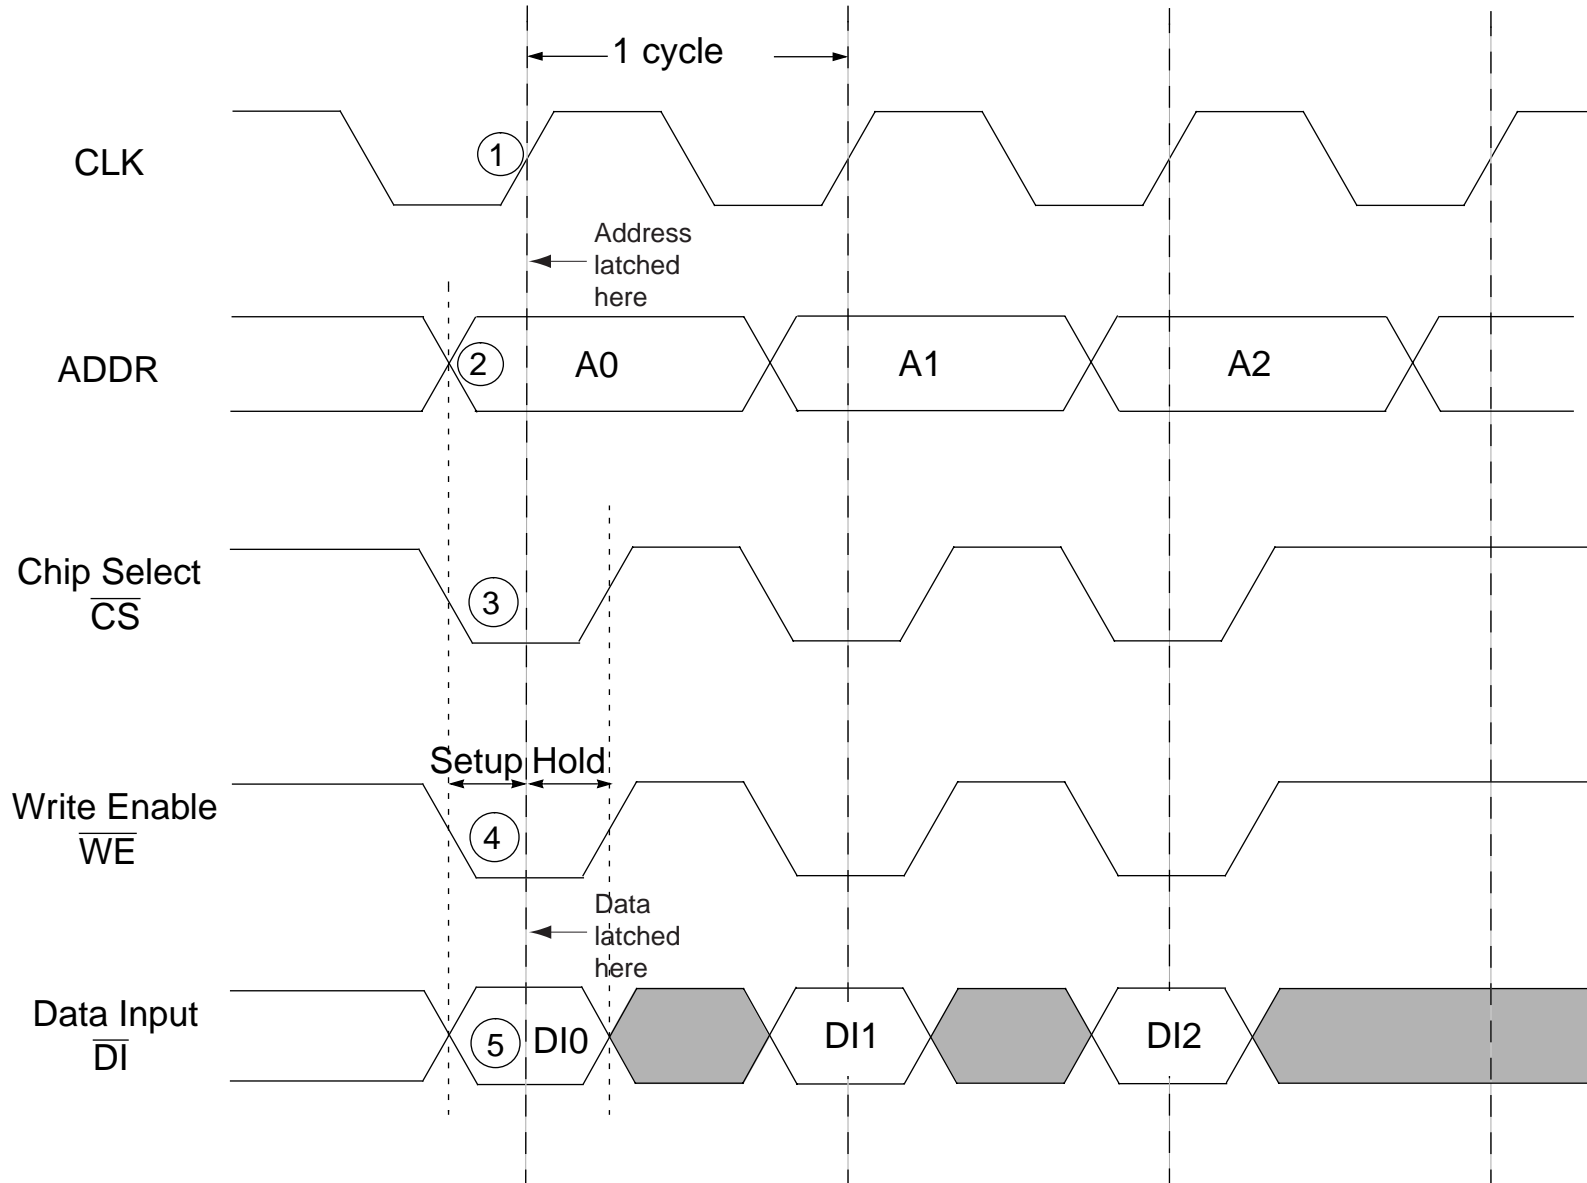 1 cycle
CLK
1
Address
latched
here
ADDR
2
A0
A1
A2
Chip Select
CS
3
Setup Hold
Write Enable
WE
4
Data
latched
here
Data Input
DI
5
DI0
DI1
DI2